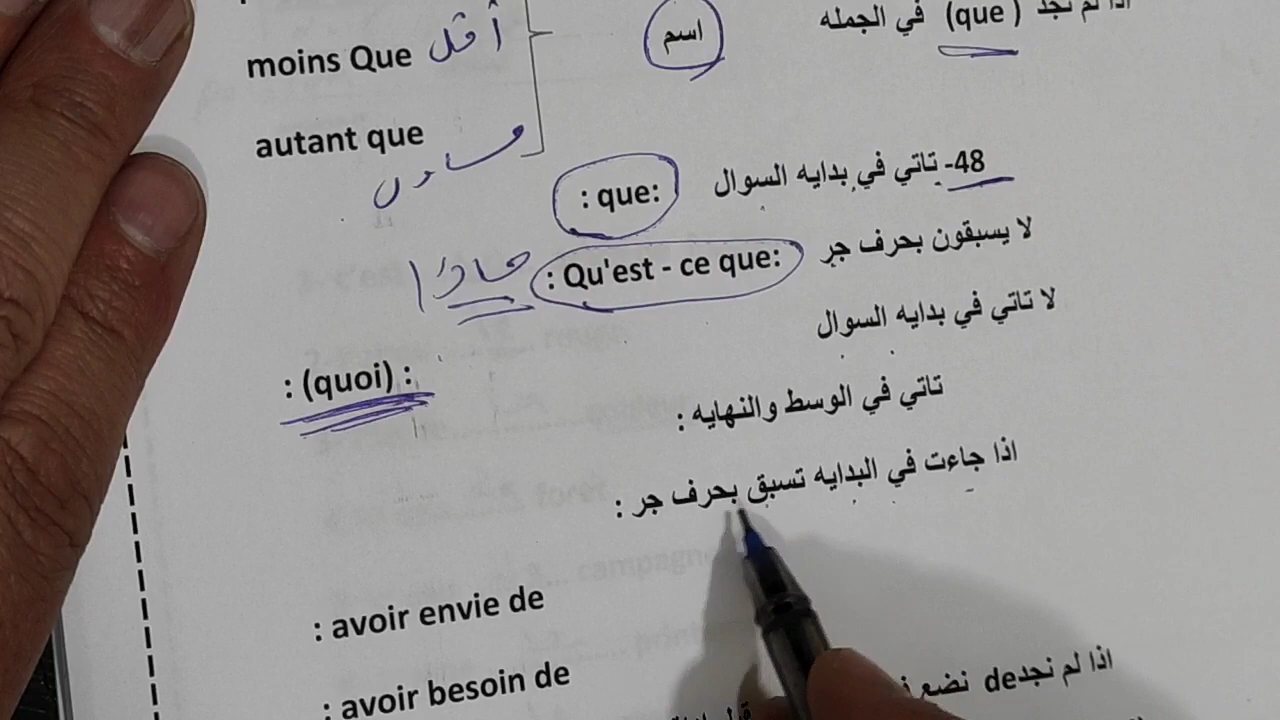 اذا لم نجد (que) في الجمله
اسم
moins Que أقل
autant que
48- تاتي في بدايه السوال : que:
لا يسبقون بحرف جر : Qu'est - ce que: ماذا
لا تاتي في بدايه السوال
: (quoi) :
تاتي في الوسط والنهايه :
اذا جاءت في البدايه تسبق بحرف جر :
: avoir envie de
: avoir besoin de
اذا لم نجد de نضع